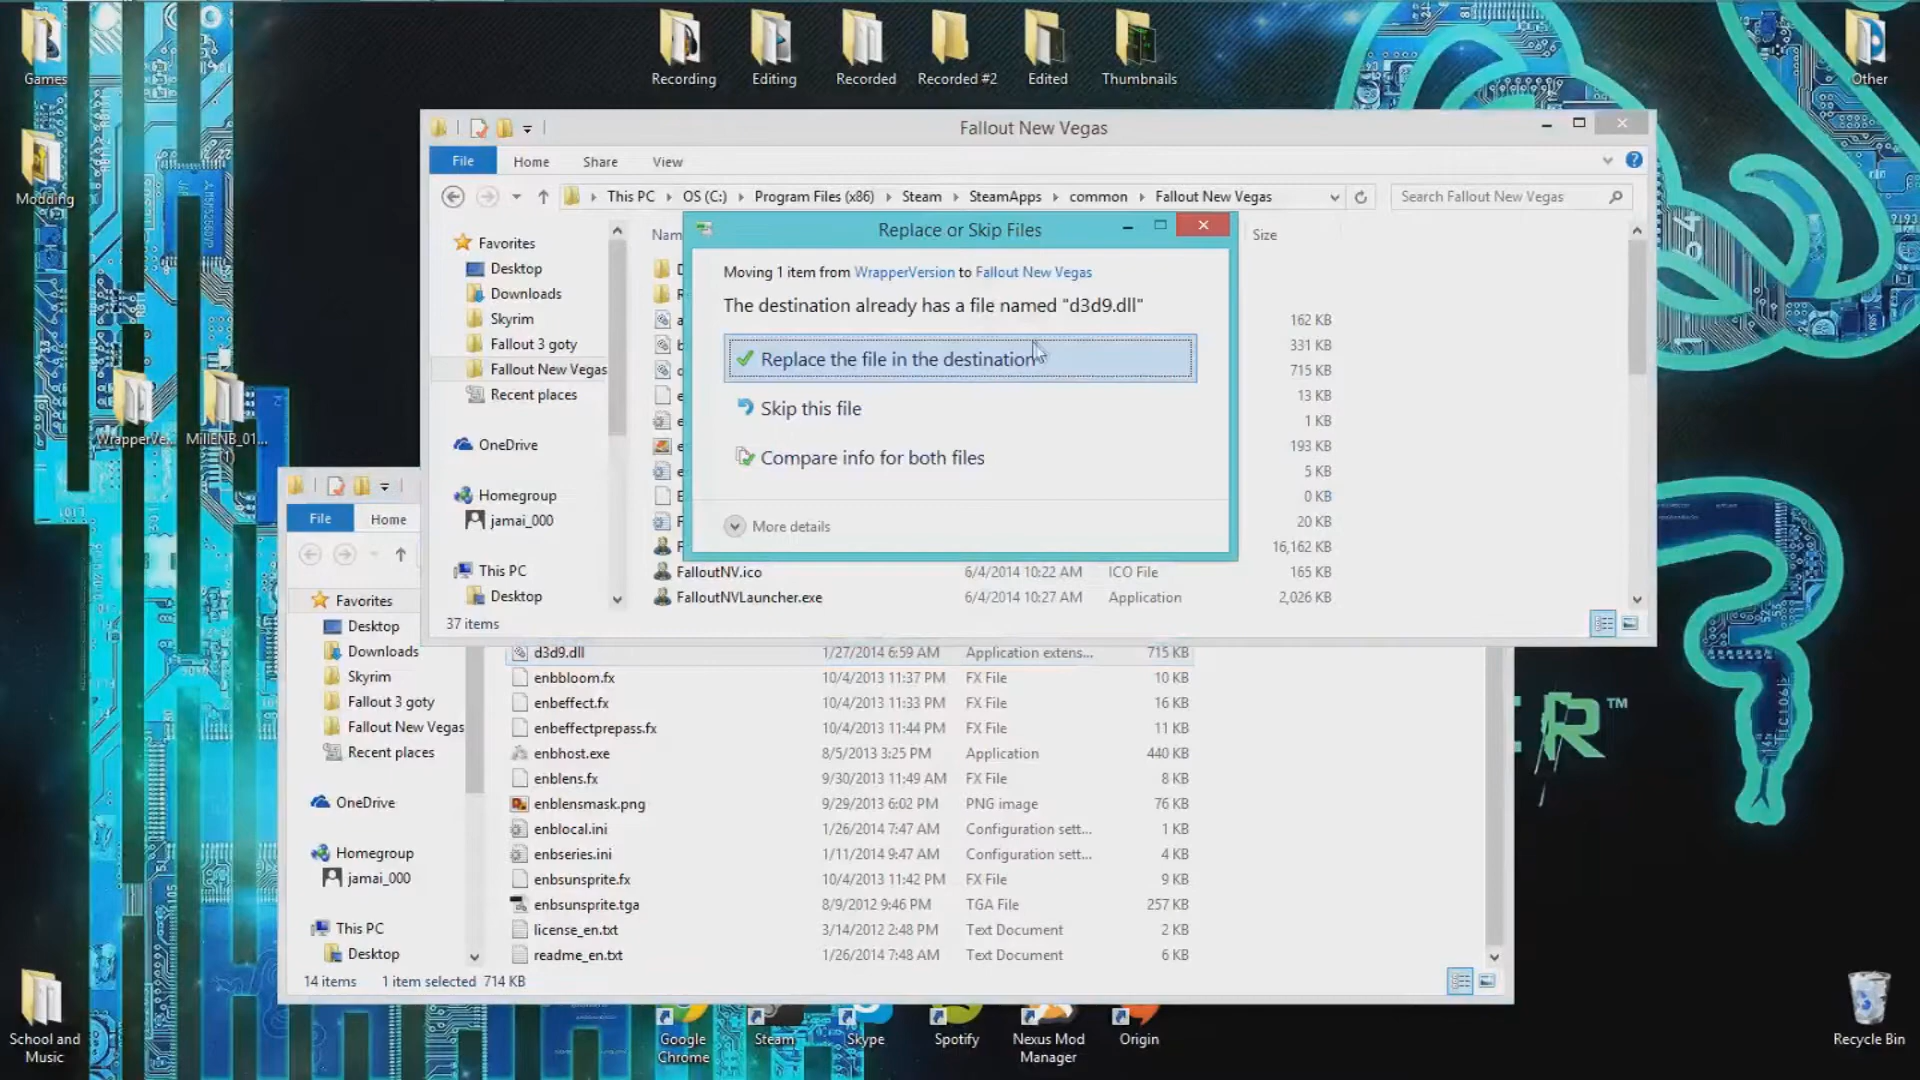 Games
Recording
Editing
Recorded
Recorded #2
Edited
Thumbnails
Other
Modding
WrapperVe...
MillENB_01...
(1)
Fallout New Vegas
File
Home
Share
View
This PC
OS (C:)
Program Files (x86)
Steam
SteamApps
common
Fallout New Vegas
Search Fallout New Vegas
Favorites
Desktop
Downloads
Skyrim
Fallout 3 goty
Fallout New Vegas
Recent places
OneDrive
Homegroup
jamai_000
This PC
Desktop
Size
162 KB
331 KB
715 KB
13 KB
1 KB
193 KB
5 KB
0 KB
20 KB
16,162 KB
FalloutNV.ico 6/4/2014 10:22 AM ICO File 165 KB
FalloutNVLauncher.exe 6/4/2014 10:27 AM Application 2,026 KB
37 items
Replace or Skip Files
Moving 1 item from WrapperVersion to Fallout New Vegas
The destination already has a file named "d3d9.dll"
Replace the file in the destination
Skip this file
Compare info for both files
More details
File
Home
Favorites
Desktop
Downloads
Skyrim
Fallout 3 goty
Fallout New Vegas
Recent places
OneDrive
Homegroup
jamai_000
This PC
Desktop
d3d9.dll 1/27/2014 6:59 AM Application extens... 715 KB
enbbloom.fx 10/4/2013 11:37 PM FX File 10 KB
enbeffect.fx 10/4/2013 11:33 PM FX File 16 KB
enbeffectprepass.fx 10/4/2013 11:44 PM FX File 11 KB
enbhost.exe 8/5/2013 3:25 PM Application 440 KB
enblens.fx 9/30/2013 11:49 AM FX File 8 KB
enblensmask.png 9/29/2013 6:02 PM PNG image 76 KB
enblocal.ini 1/26/2014 7:47 AM Configuration sett... 1 KB
enbseries.ini 1/11/2014 9:47 AM Configuration sett... 4 KB
enbsunsprite.fx 10/4/2013 11:42 PM FX File 9 KB
enbsunsprite.tga 8/9/2012 9:46 PM TGA File 257 KB
license_en.txt 3/14/2012 2:48 PM Text Document 2 KB
readme_en.txt 1/26/2014 7:48 AM Text Document 6 KB
14 items 1 item selected 714 KB
School and
Music
Google
Chrome
Steam
Skype
Spotify
Nexus Mod
Manager
Origin
Recycle Bin